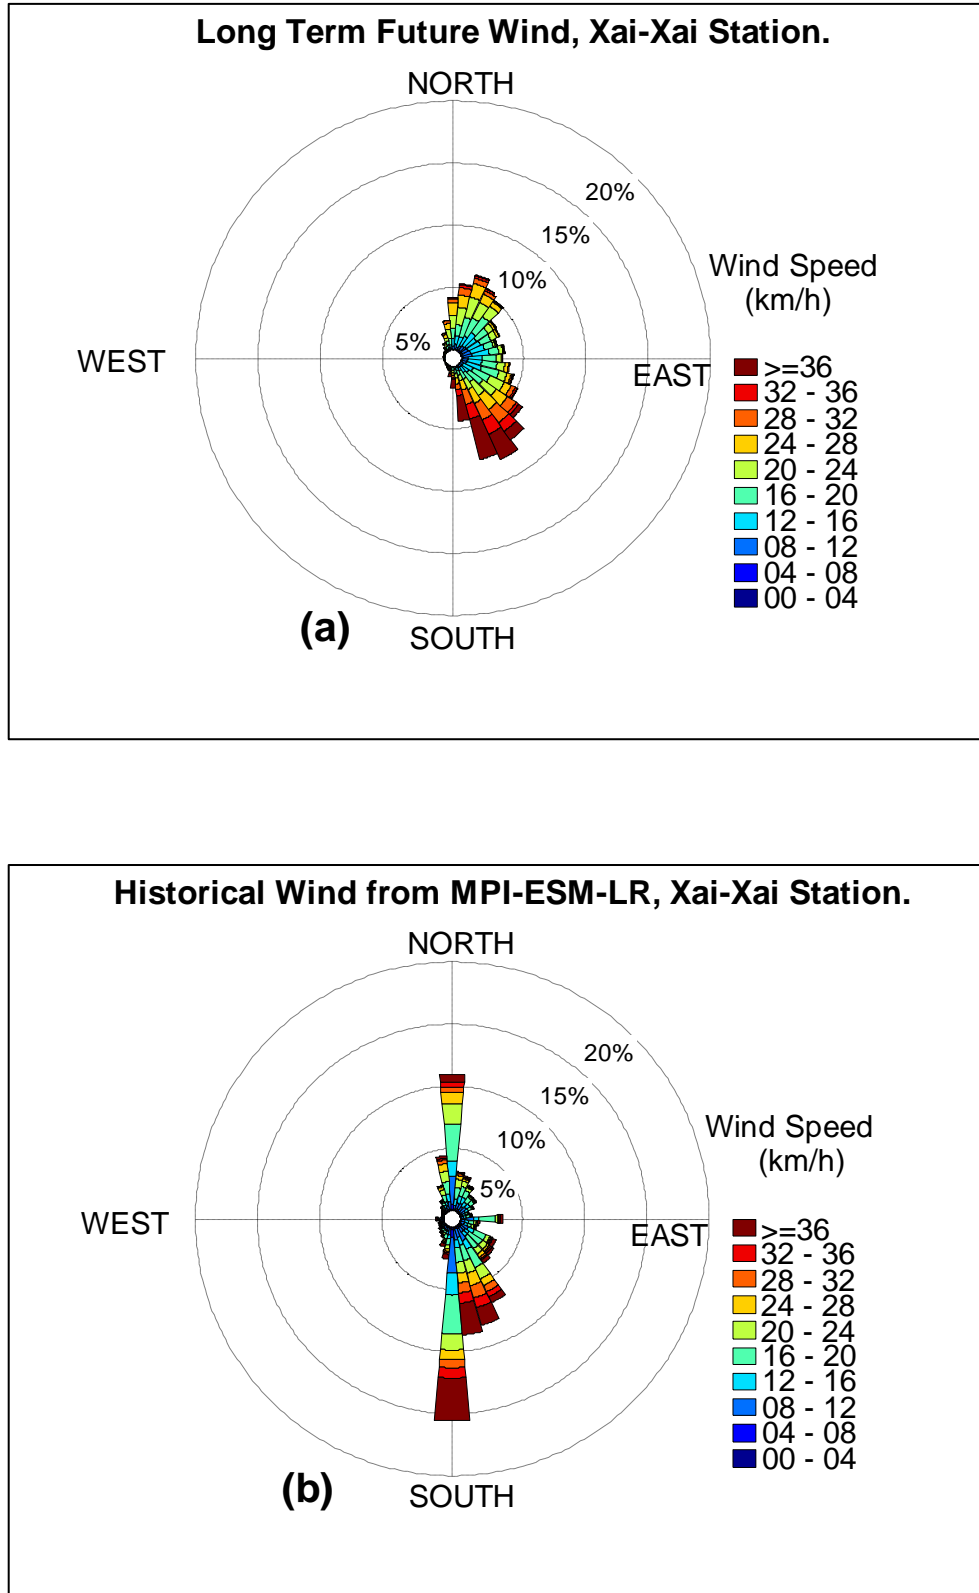 Long Term Future Wind, Xai-Xai Station.
NORTH
20%
15%
10%
5%
WEST
EAST
SOUTH
Wind Speed
(km/h)
>=36
32 - 36
28 - 32
24 - 28
20 - 24
16 - 20
12 - 16
08 - 12
04 - 08
00 - 04
(a)
Historical Wind from MPI-ESM-LR, Xai-Xai Station.
NORTH
20%
15%
10%
5%
WEST
EAST
SOUTH
Wind Speed
(km/h)
>=36
32 - 36
28 - 32
24 - 28
20 - 24
16 - 20
12 - 16
08 - 12
04 - 08
00 - 04
(b)